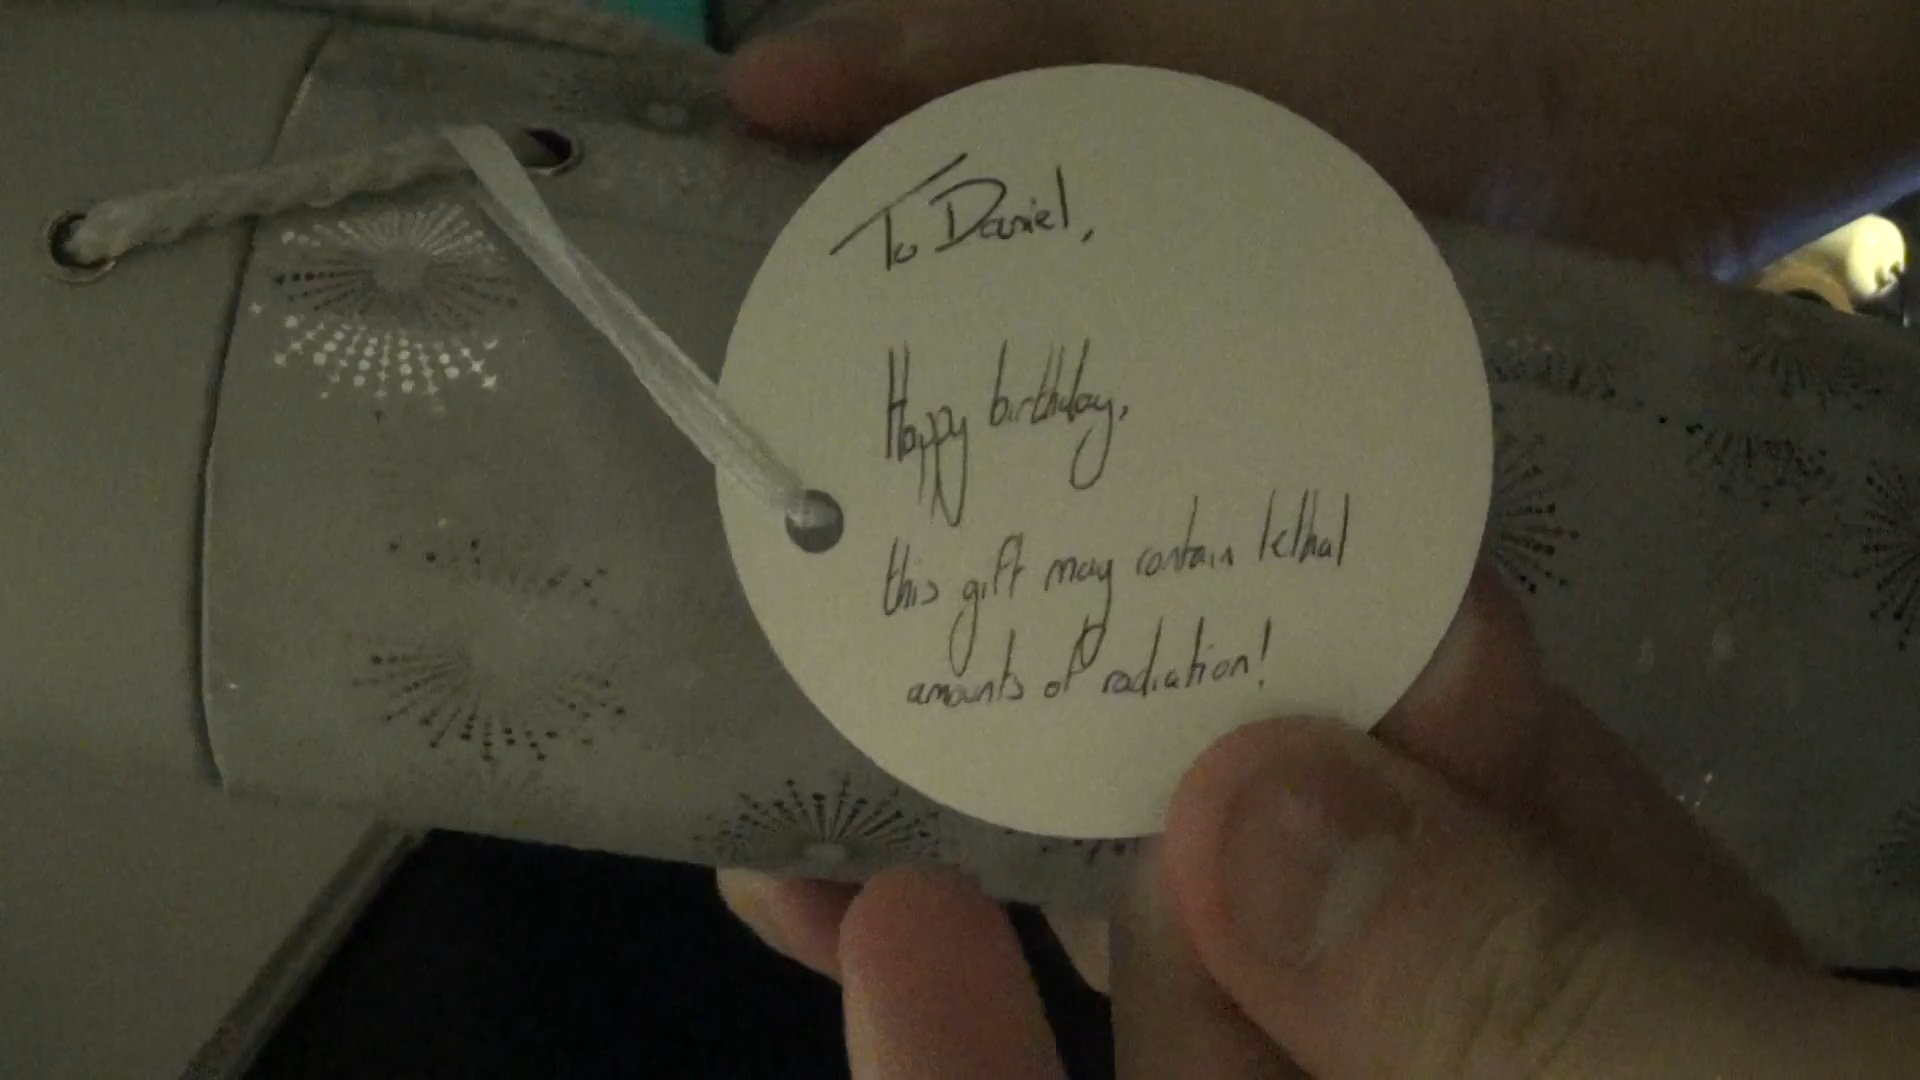 To Daniel,
Happy birthday,
this gift may contain lethal
amounts of radiation!